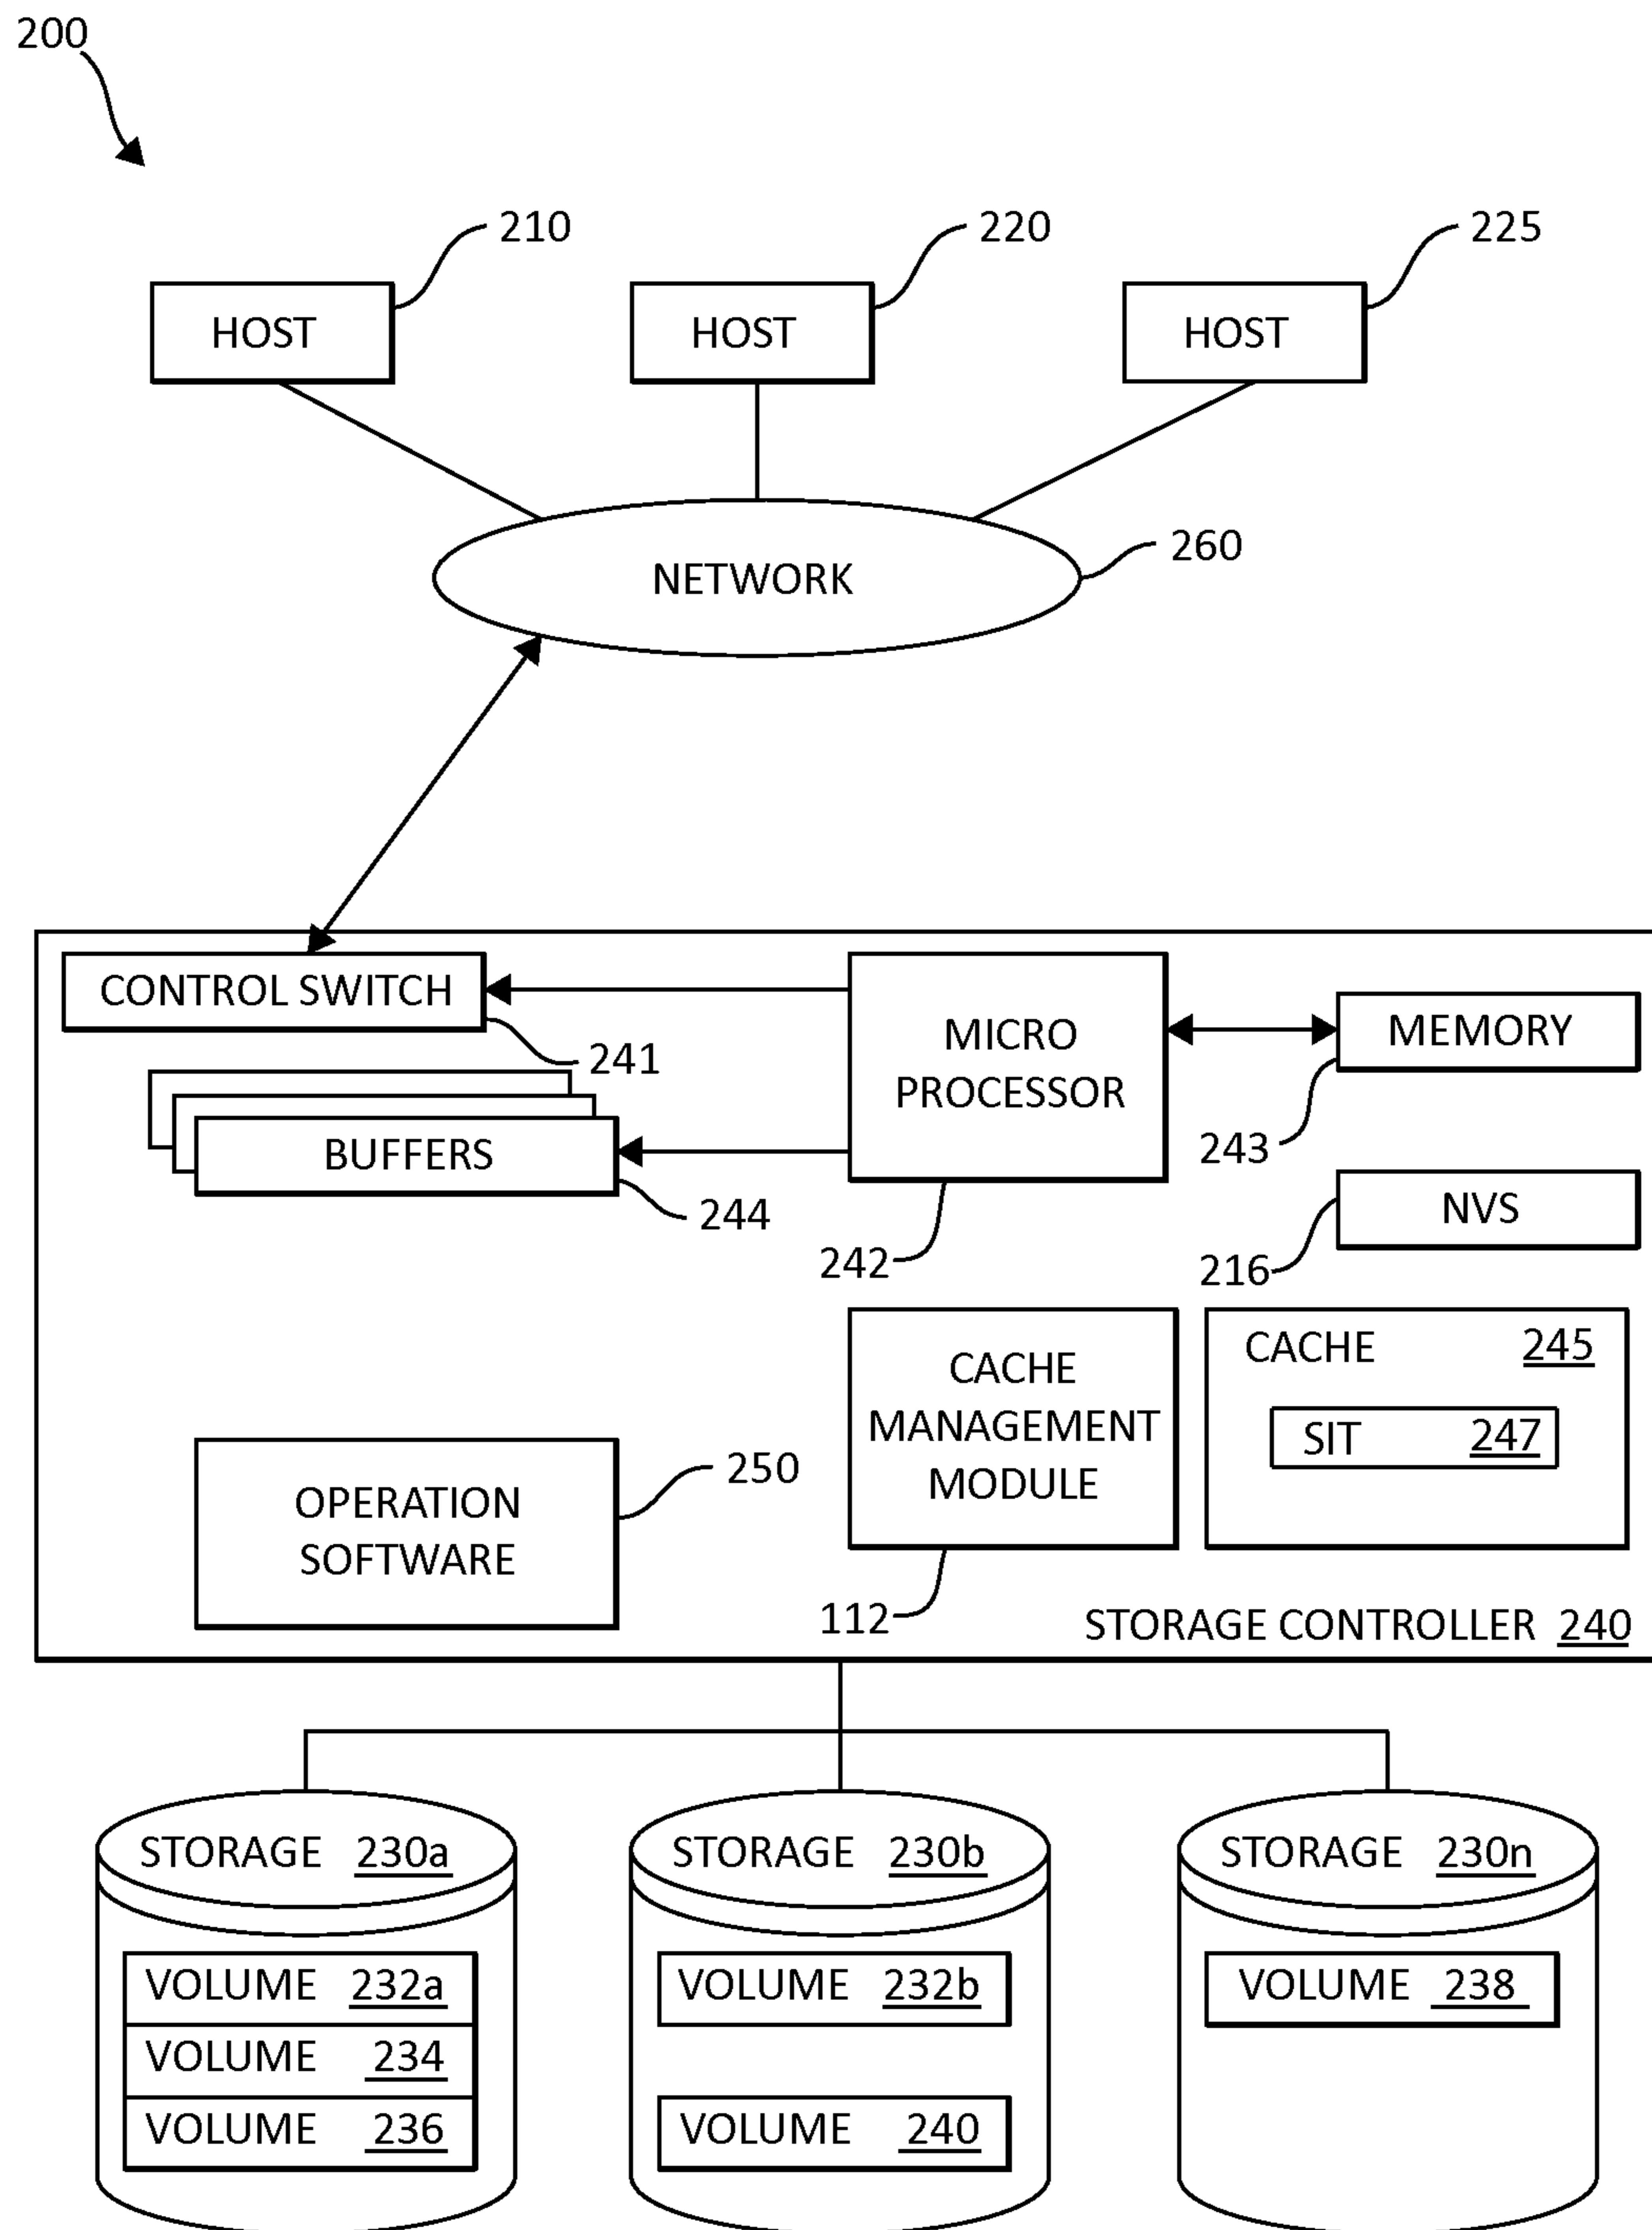 200
210
220
225
HOST
HOST
HOST
260
NETWORK
CONTROL SWITCH
241
MICRO
PROCESSOR
MEMORY
243
BUFFERS
244
242
NVS
216
CACHE 245
SIT 247
CACHE
MANAGEMENT
MODULE
112
OPERATION
SOFTWARE
250
STORAGE CONTROLLER 240
STORAGE 230a
STORAGE 230b
STORAGE 230n
VOLUME 232a
VOLUME 234
VOLUME 236
VOLUME 232b
VOLUME 240
VOLUME 238